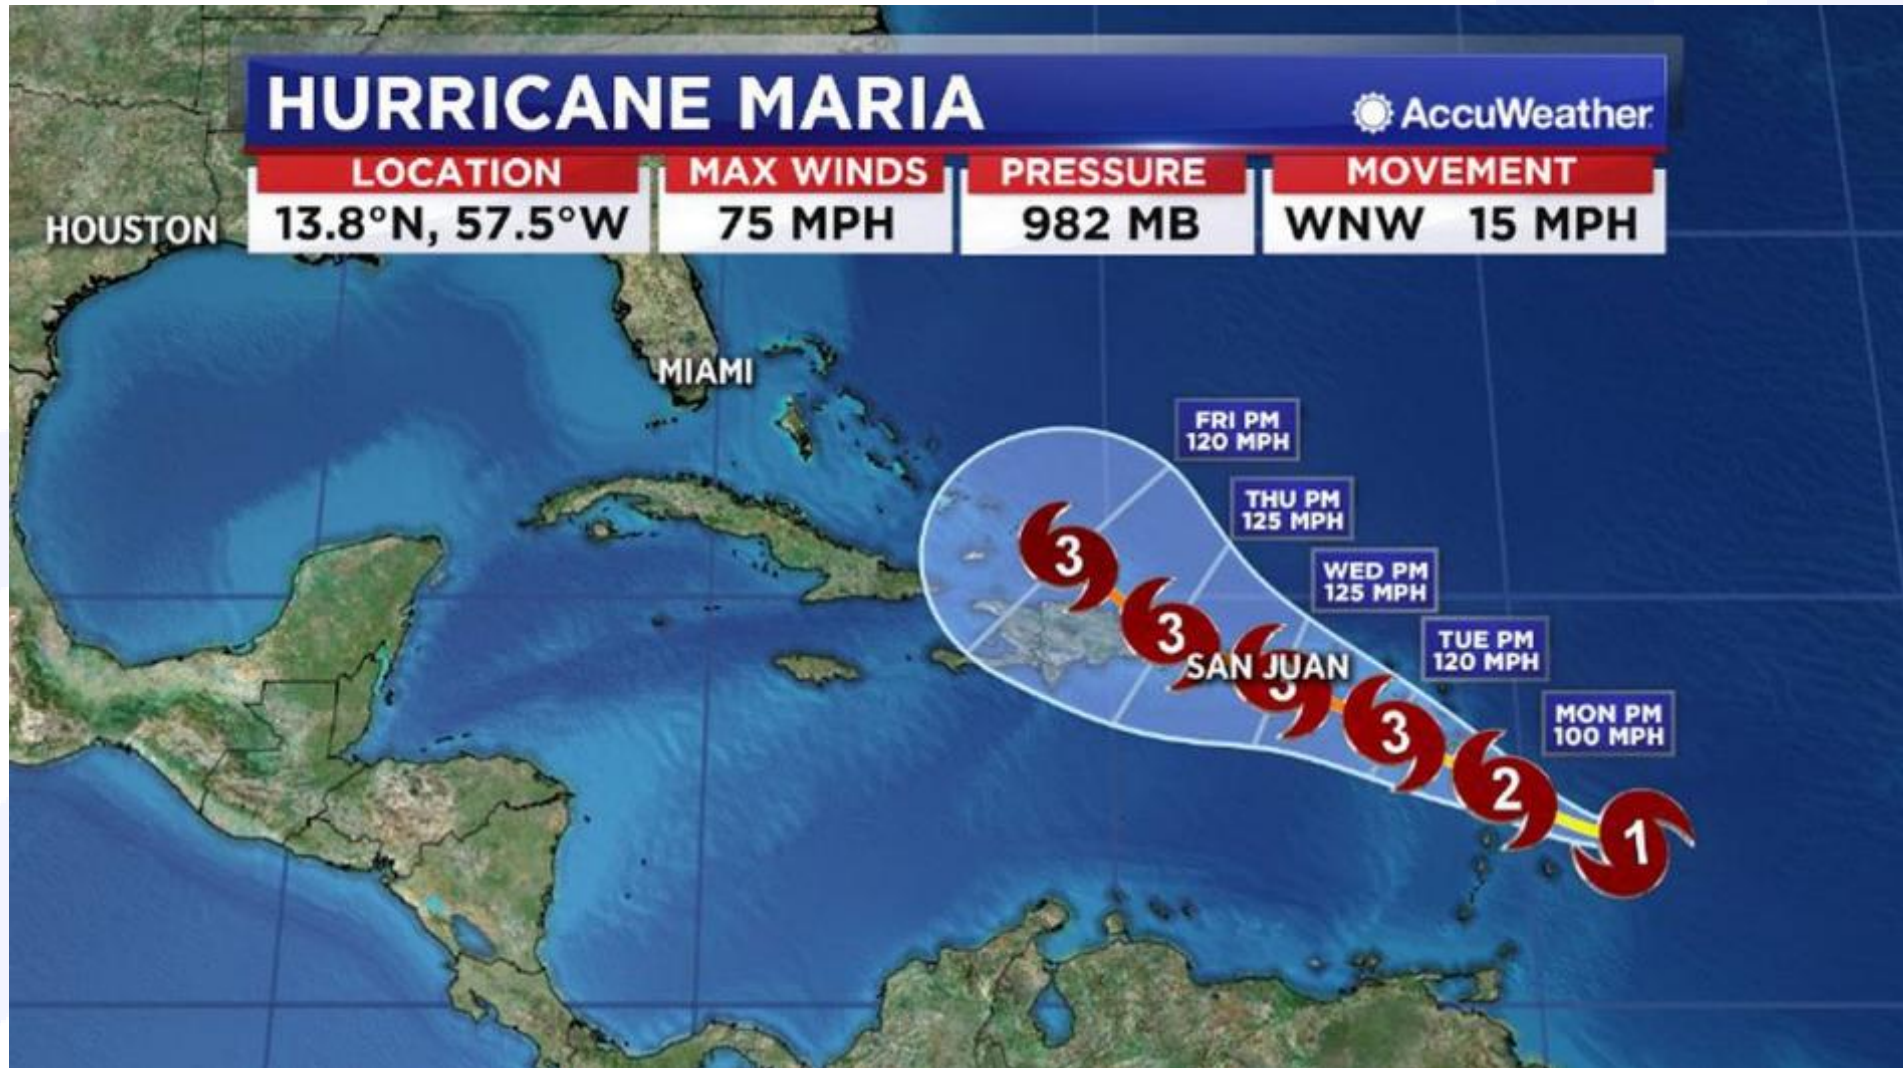 HURRICANE MARIA
AccuWeather
LOCATION
13.8°N, 57.5°W
MAX WINDS
75 MPH
PRESSURE
982 MB
MOVEMENT
WNW 15 MPH
HOUSTON
MIAMI
FRI PM
120 MPH
THU PM
125 MPH
WED PM
125 MPH
TUE PM
120 MPH
MON PM
100 MPH
3
3
SAN JUAN
3
3
2
1